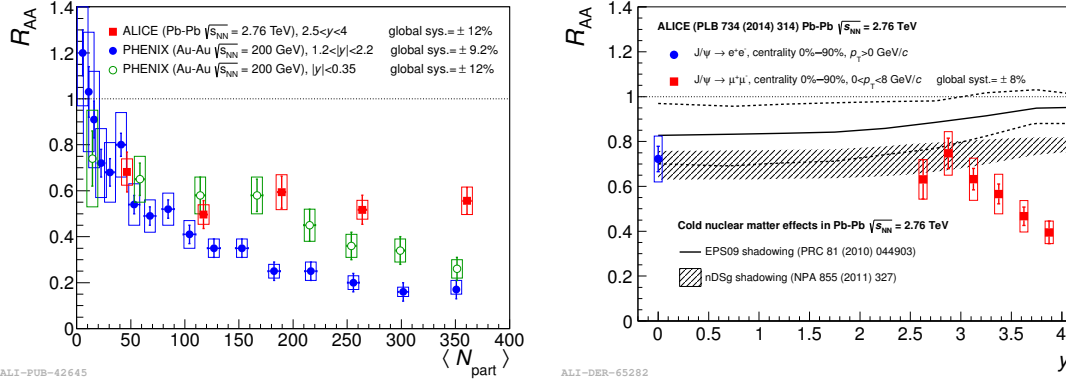 R_AA
1.4
1.2
1
0.8
0.6
0.4
0.2
0
ALICE (Pb-Pb √s_NN = 2.76 TeV), 2.5<y<4 global sys.= ± 12%
PHENIX (Au-Au √s_NN = 200 GeV), 1.2<|y|<2.2 global sys.= ± 9.2%
PHENIX (Au-Au √s_NN = 200 GeV), |y|<0.35 global sys.= ± 12%
0 50 100 150 200 250 300 350 400
⟨ N_part ⟩
ALI-PUB-42645
R_AA
1.4
1.2
1
0.8
0.6
0.4
0.2
0
ALICE (PLB 734 (2014) 314) Pb-Pb √s_NN = 2.76 TeV
J/ψ → e⁺e⁻, centrality 0%−90%, p_T>0 GeV/c
J/ψ → μ⁺μ⁻, centrality 0%−90%, 0<p_T<8 GeV/c global syst.= ± 8%
Cold nuclear matter effects in Pb-Pb √s_NN = 2.76 TeV
EPS09 shadowing (PRC 81 (2010) 044903)
nDSg shadowing (NPA 855 (2011) 327)
0 0.5 1 1.5 2 2.5 3 3.5 4
y
ALI-DER-65282